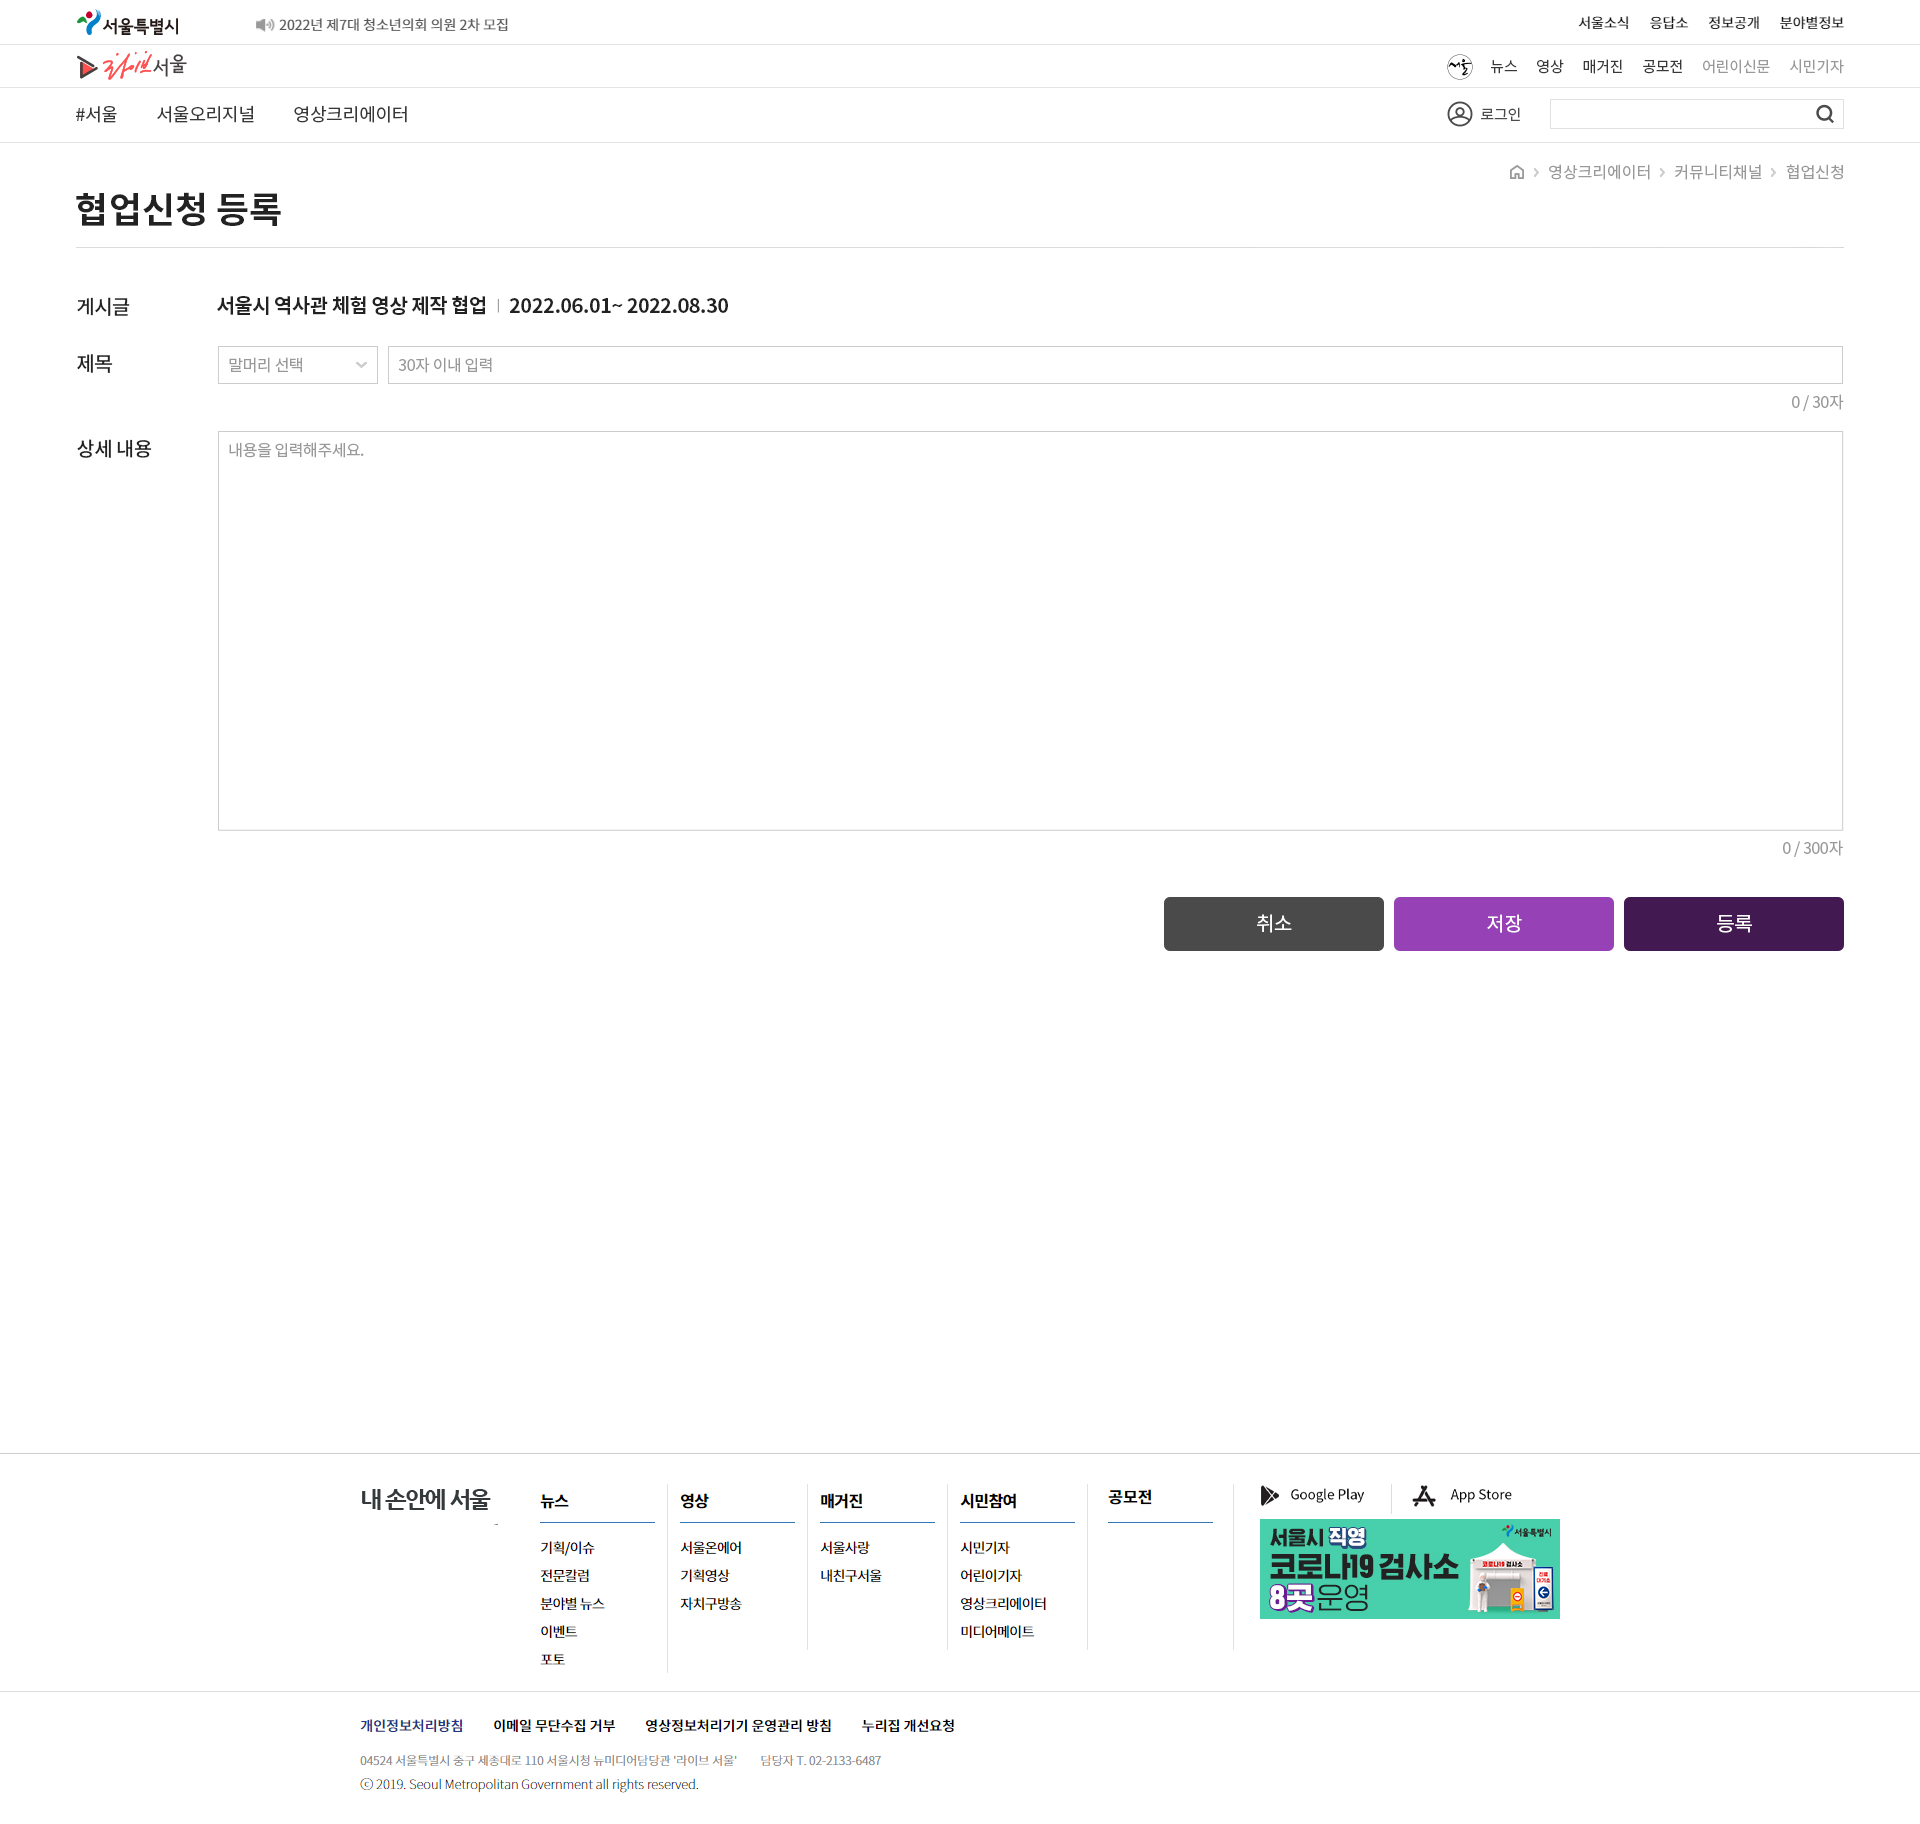 서울특별시
2022년 제7대 청소년의회 의원 2차 모집
서울소식 응답소 정보공개 분야별정보
라이브서울
서울 뉴스 영상 매거진 공모전 어린이신문 시민기자
#서울 서울오리지널 영상크리에이터
로그인
영상크리에이터 > 커뮤니티채널 > 협업신청
협업신청 등록
게시글 서울시 역사관 체험 영상 제작 협업 | 2022.06.01~ 2022.08.30
제목 말머리 선택 30자 이내 입력
0 / 30자
상세 내용 내용을 입력해주세요.
0 / 300자
취소 저장 등록
내 손안에 서울
뉴스
기획/이슈
전문칼럼
분야별 뉴스
이벤트
포토
영상
서울온에어
기획영상
자치구방송
매거진
서울사랑
내친구서울
시민참여
시민기자
어린이기자
영상크리에이터
미디어메이트
공모전
Google Play App Store
서울특별시
서울시 직영
코로나19 검사소
8곳 운영
코로나19 검사소
개인정보처리방침 이메일 무단수집 거부 영상정보처리기기 운영관리 방침 누리집 개선요청
04524 서울특별시 중구 세종대로 110 서울시청 뉴미디어담당관 '라이브 서울' 담당자 T. 02-2133-6487
ⓒ 2019. Seoul Metropolitan Government all rights reserved.